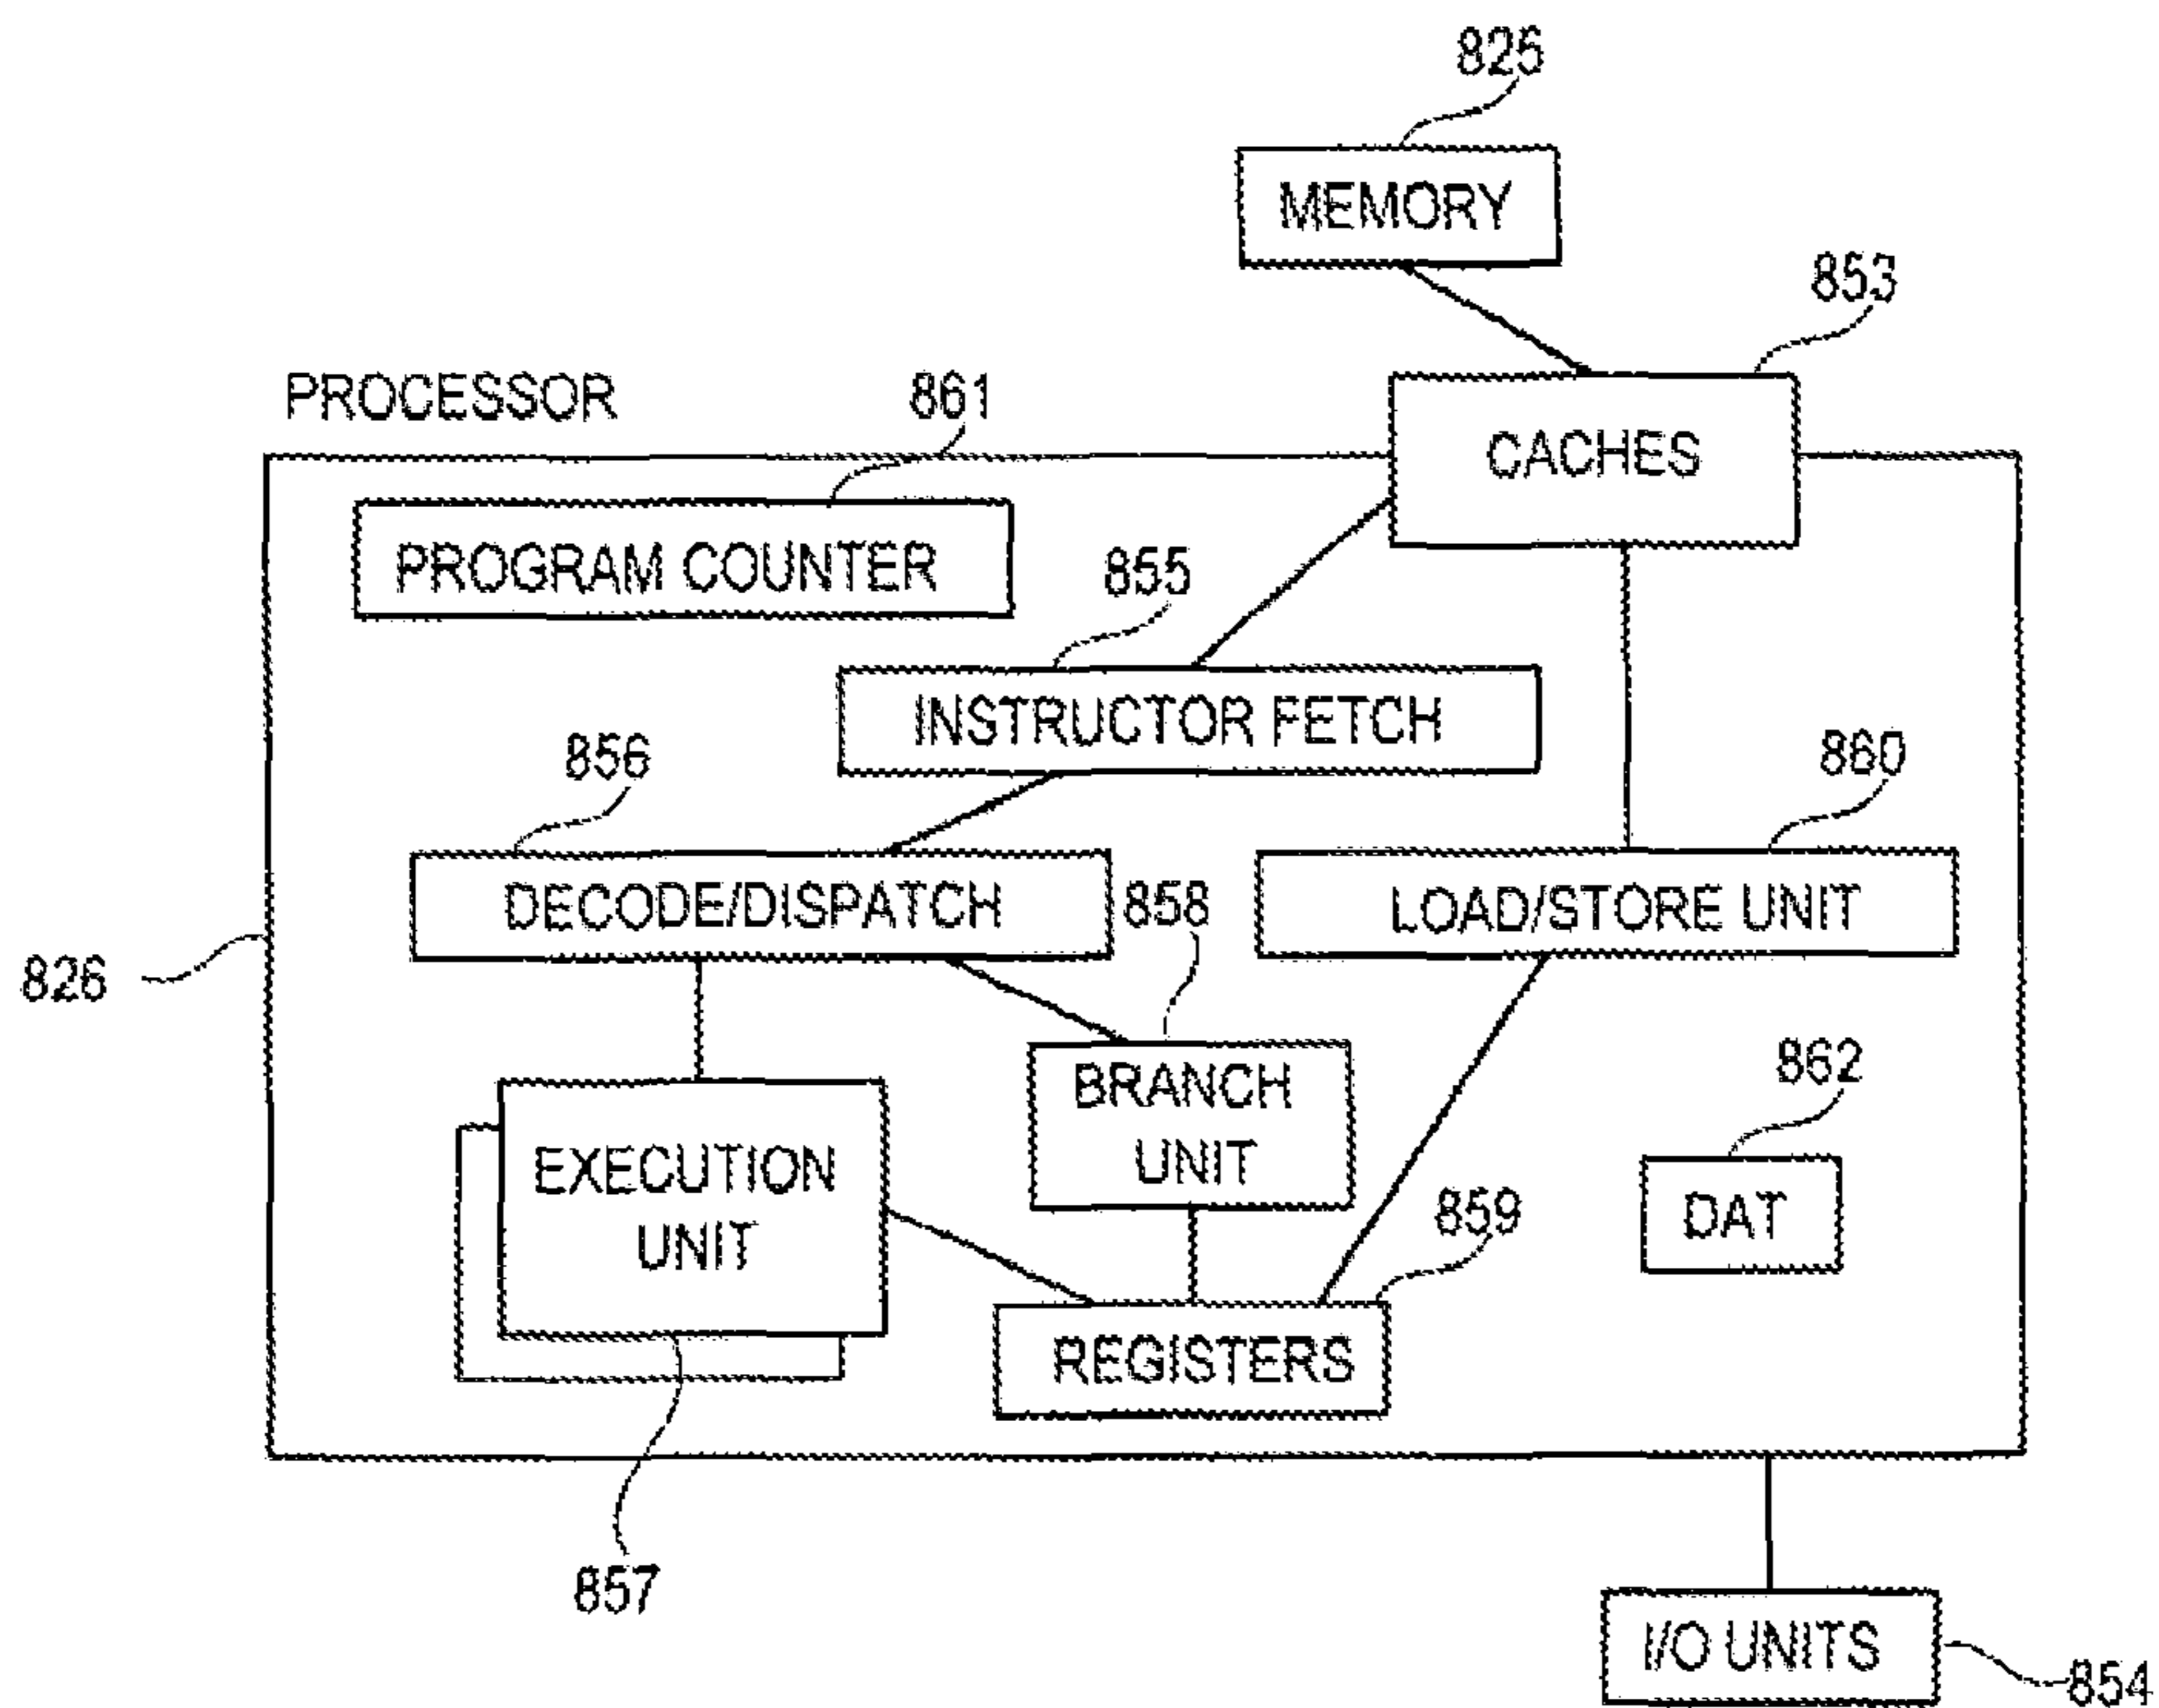 825
MEMORY
853
PROCESSOR
861
CACHES
PROGRAM COUNTER
855
INSTRUCTOR FETCH
856
860
DECODE/DISPATCH
858
LOAD/STORE UNIT
826
862
BRANCH
UNIT
EXECUTION
UNIT
859
DAT
REGISTERS
857
I/O UNITS
854